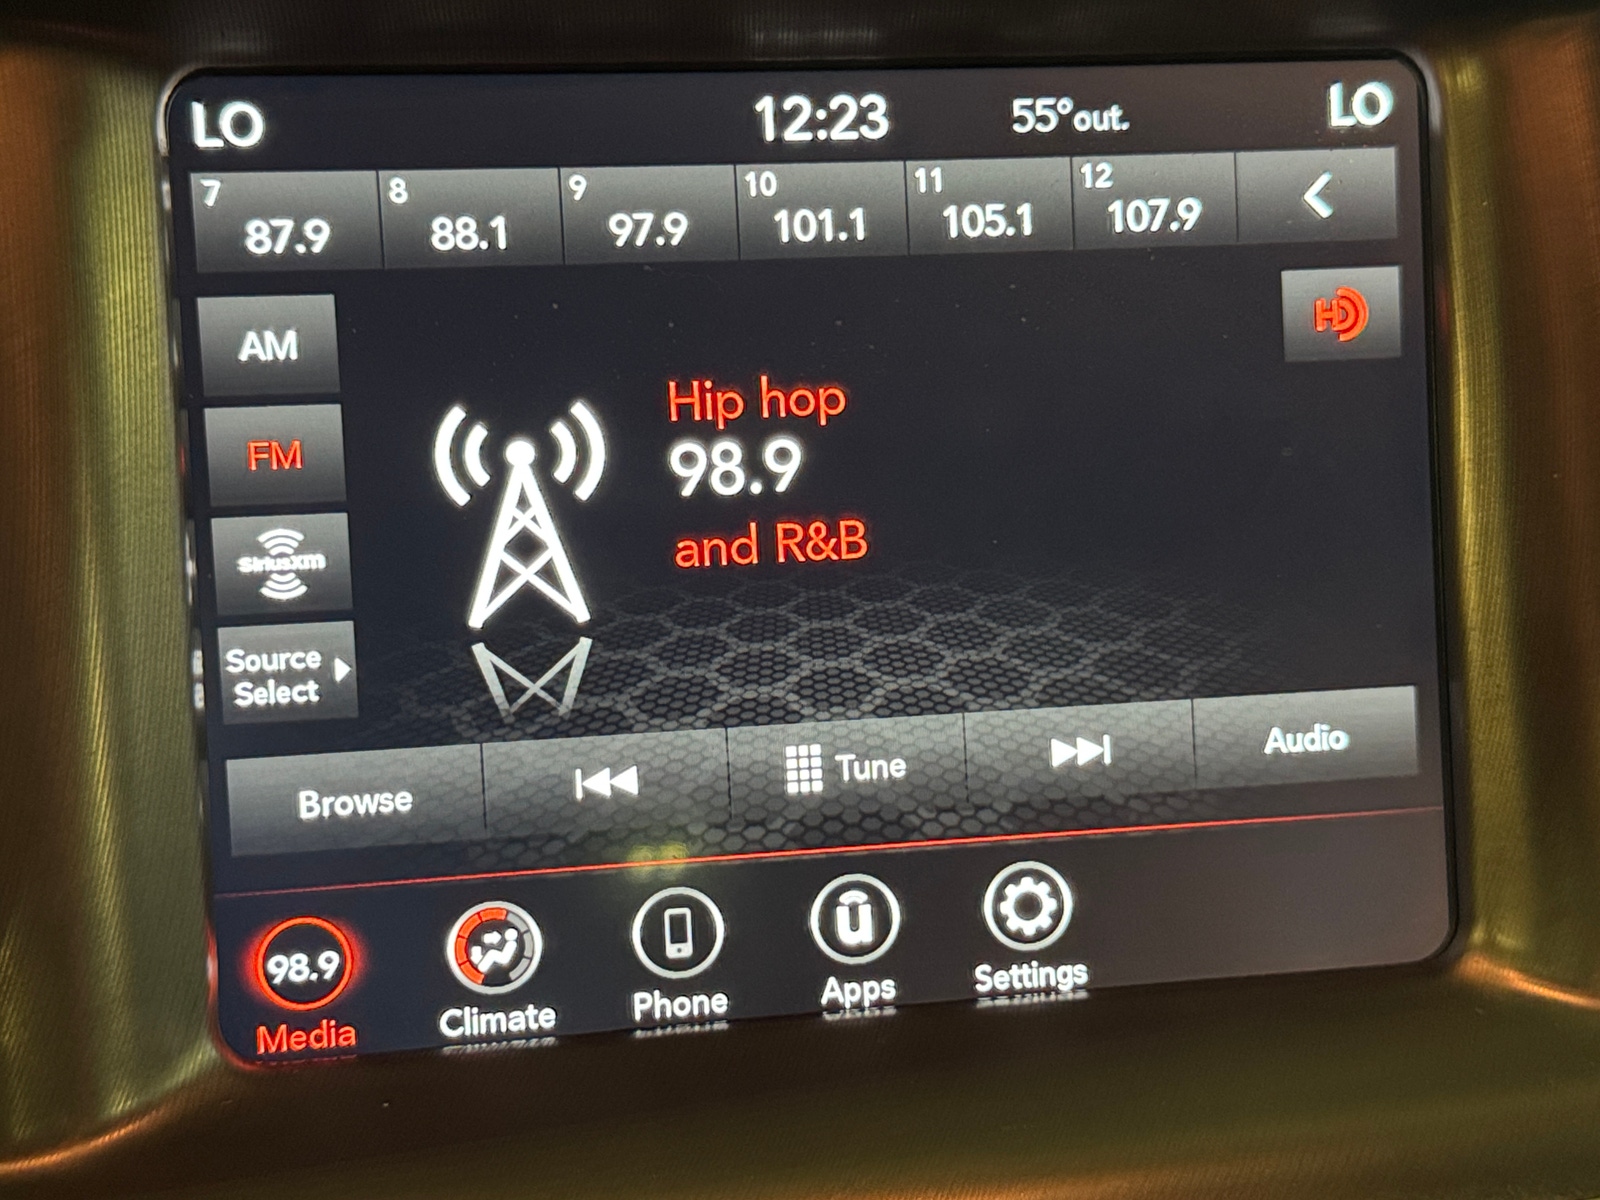 LO 12:23 55°out. LO
7 8 9 10 11 12
87.9 88.1 97.9 101.1 105.1 107.9
HD
AM
FM
SiriusXM
Source
Select
Hip hop
98.9
and R&B
Browse Tune Audio
98.9 u
Media Climate Phone Apps Settings